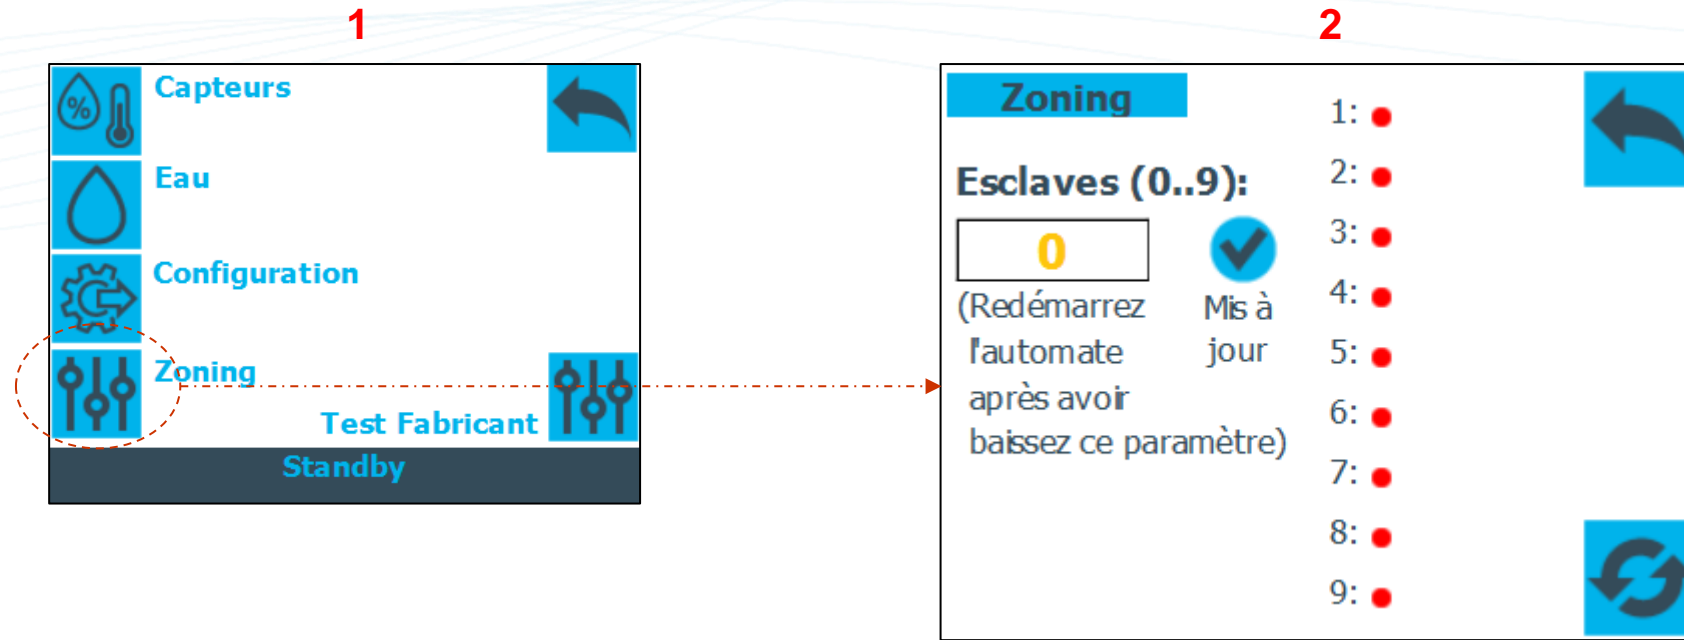 1
Capteurs
%
Eau
Configuration
Zoning
Test Fabricant
Standby
2
Zoning
Esclaves (0..9):
0
(Redémarrez
l'automate
après avoir
baissez ce paramètre)
Mis à
jour
1:
2:
3:
4:
5:
6:
7:
8:
9: